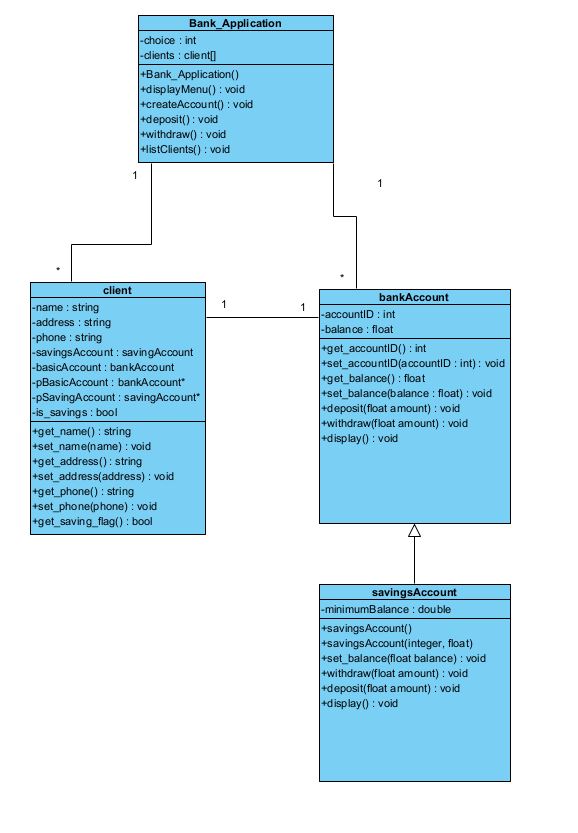 Bank_Application
-choice : int
-clients : client[]
+Bank_Application()
+displayMenu() : void
+createAccount() : void
+deposit() : void
+withdraw() : void
+listClients() : void
1
1
*
*
client
-name : string
-address : string
-phone : string
-savingsAccount : savingAccount
-basicAccount : bankAccount
-pBasicAccount : bankAccount*
-pSavingAccount : savingAccount*
-is_savings : bool
+get_name() : string
+set_name(name) : void
+get_address() : string
+set_address(address) : void
+get_phone() : string
+set_phone(phone) : void
+get_saving_flag() : bool
1
1
bankAccount
-accountID : int
-balance : float
+get_accountID() : int
+set_accountID(accountID : int) : void
+get_balance() : float
+set_balance(balance : float) : void
+deposit(float amount) : void
+withdraw(float amount) : void
+display() : void
savingsAccount
-minimumBalance : double
+savingsAccount()
+savingsAccount(integer, float)
+set_balance(float balance) : void
+withdraw(float amount) : void
+deposit(float amount) : void
+display() : void